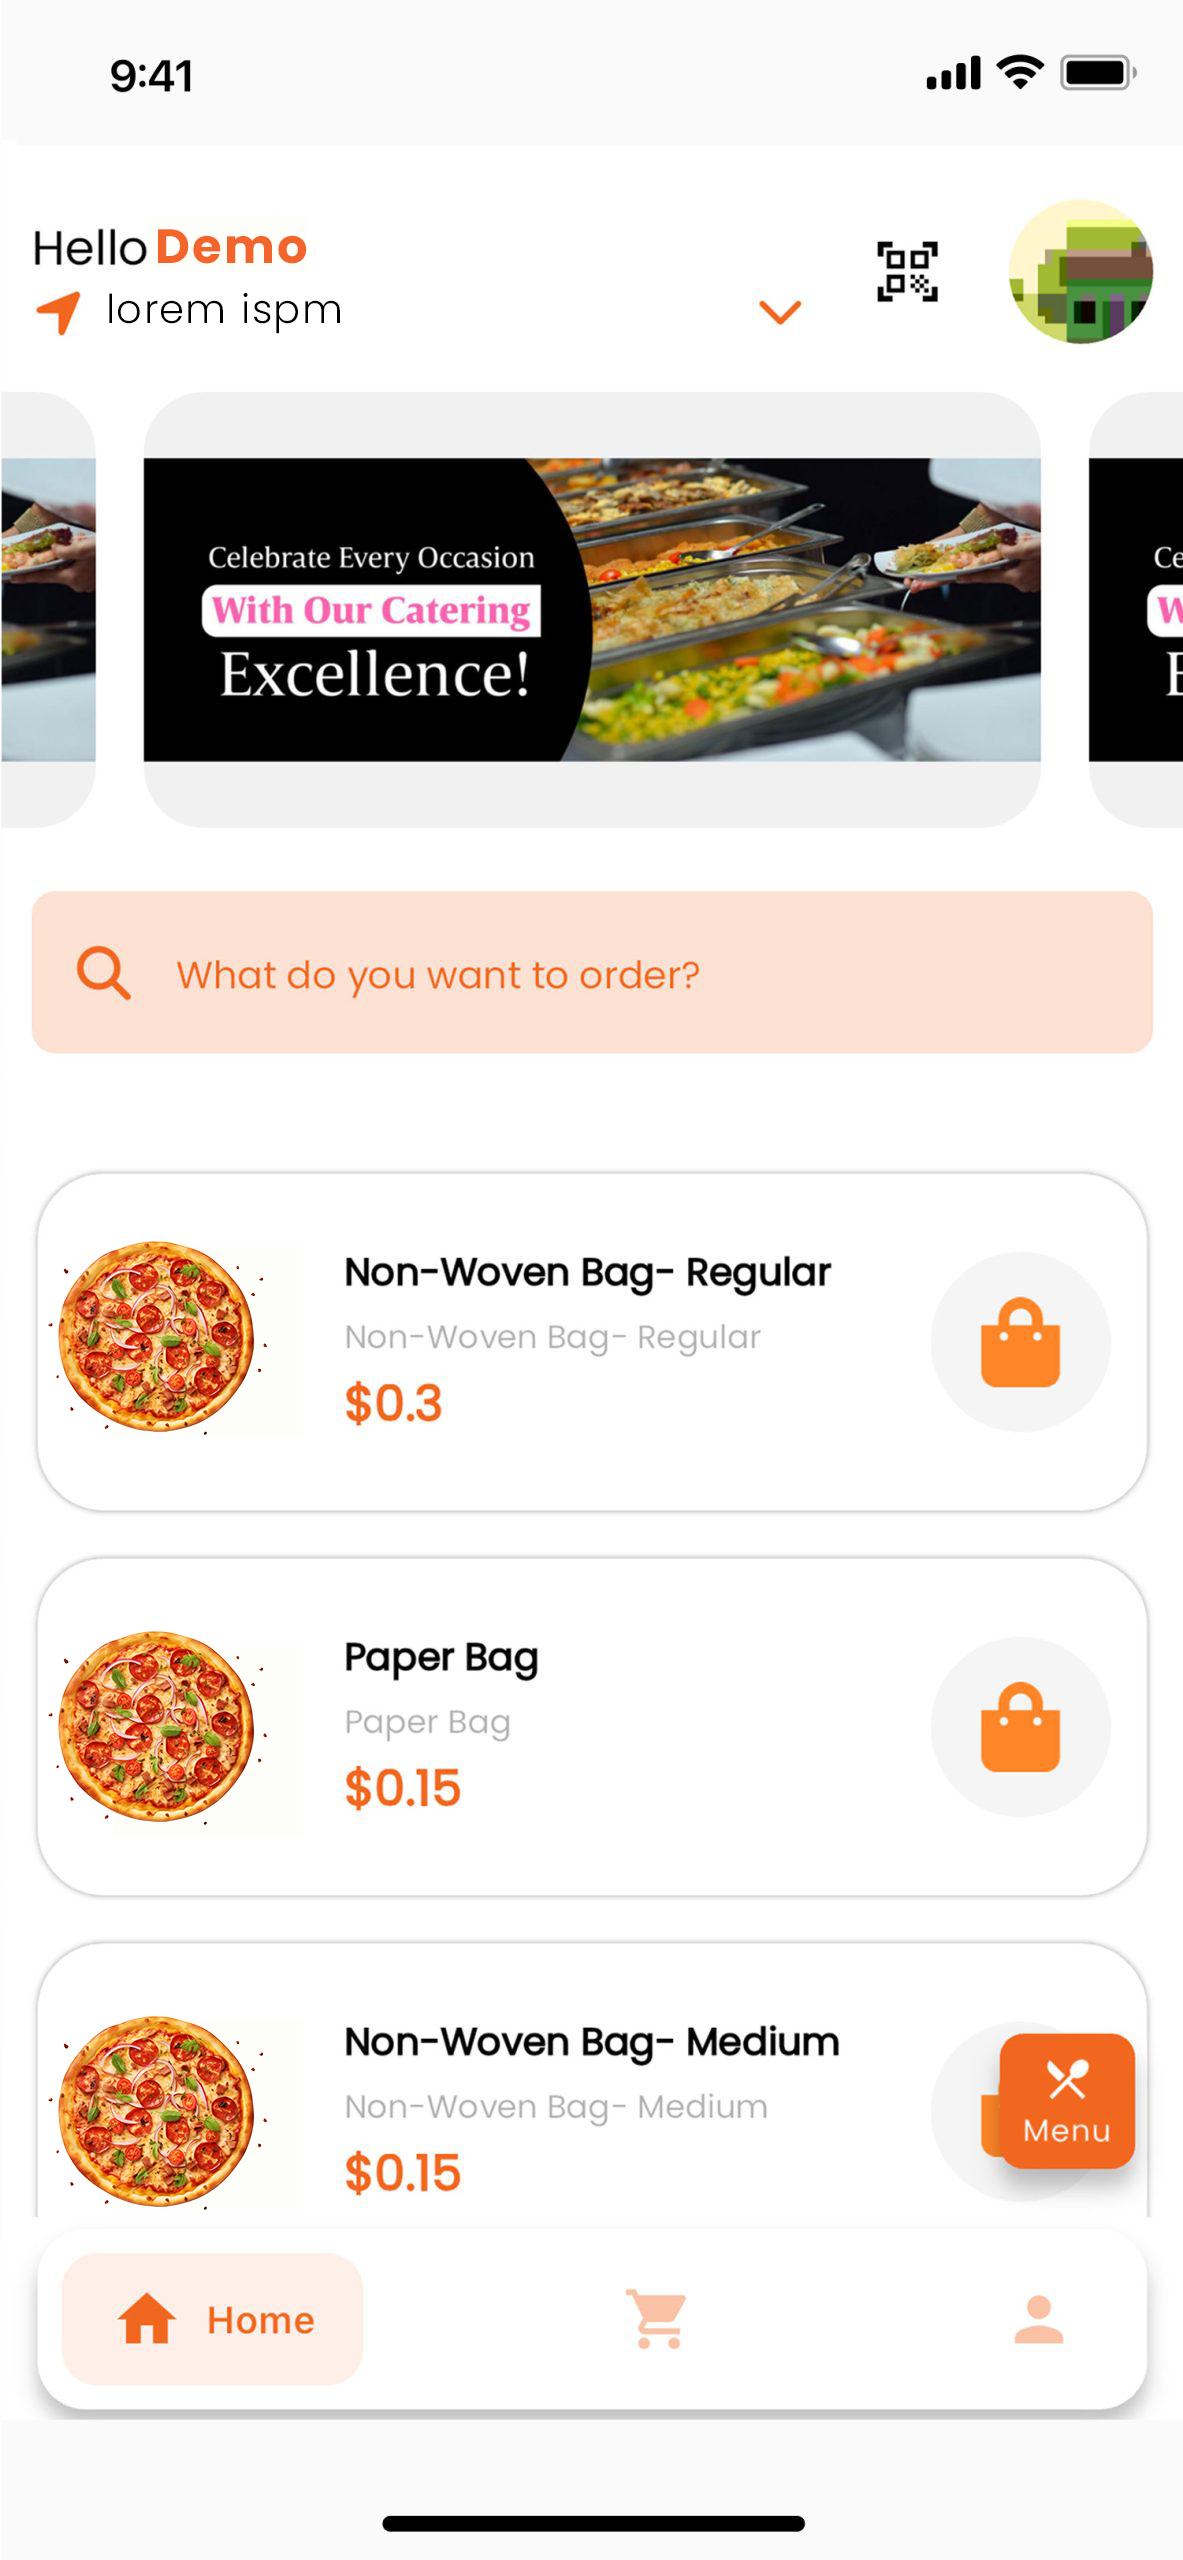 9:41
Hello Demo
lorem ispm
Celebrate Every Occasion
With Our Catering
Excellence!
Ce
W
E
What do you want to order?
Non-Woven Bag- Regular
Non-Woven Bag- Regular
$0.3
Paper Bag
Paper Bag
$0.15
Non-Woven Bag- Medium
Non-Woven Bag- Medium
$0.15
Menu
Home